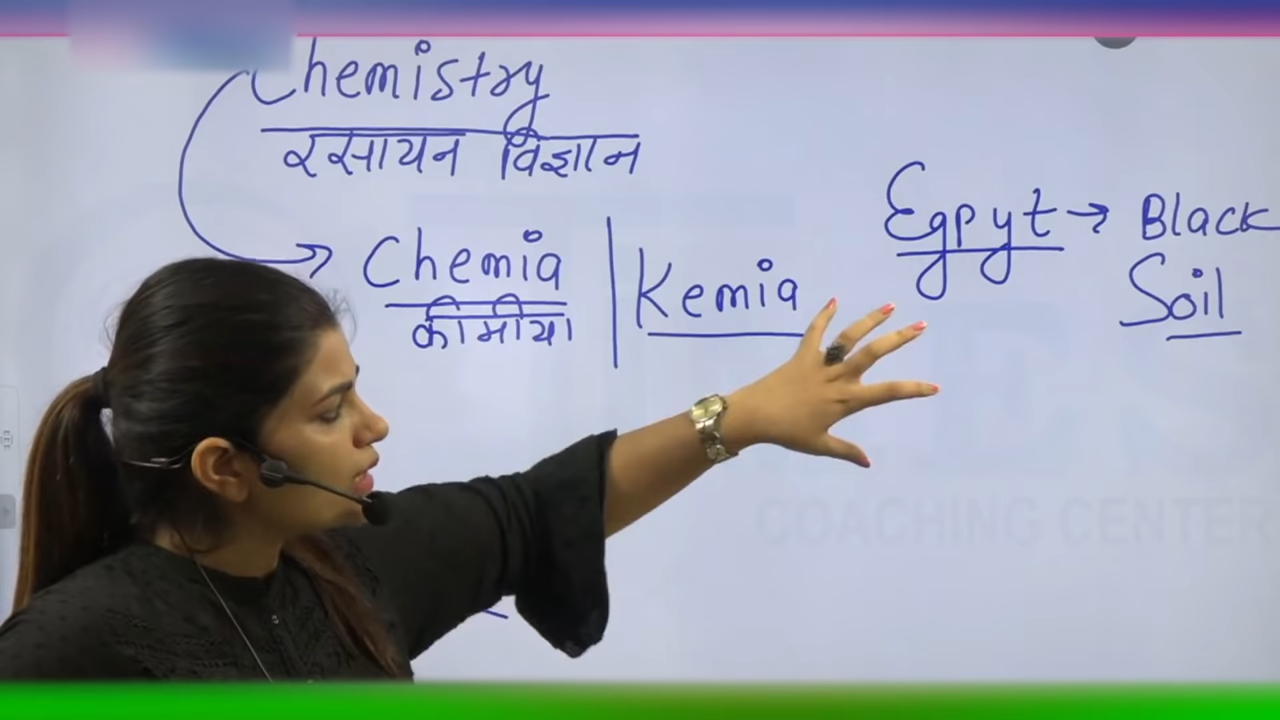 Chemistry
रसायन विज्ञान
Chemia | Kemia
कीमीया
Egpyt → Black
Soil
COACHING CENTER